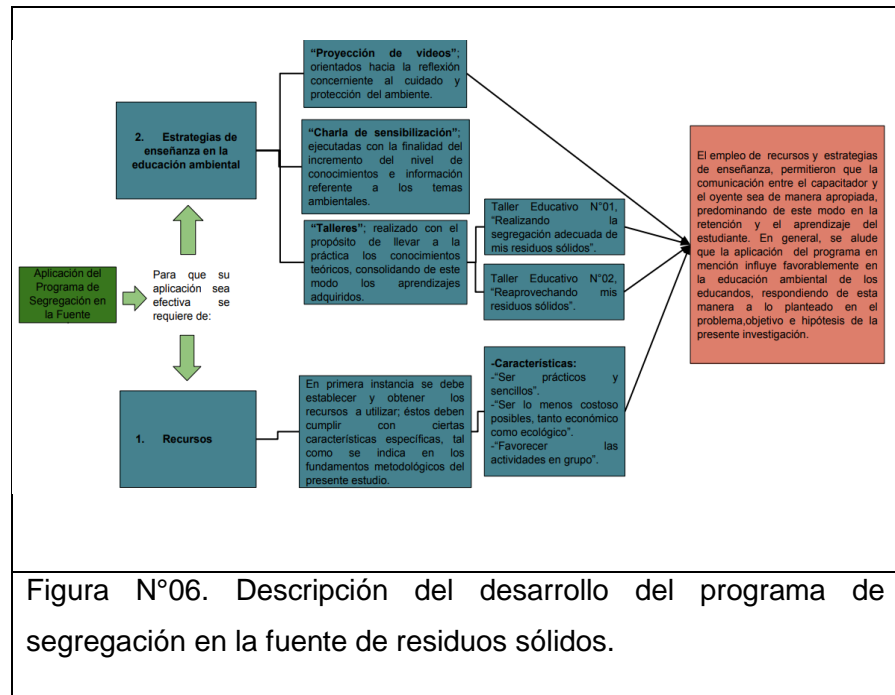 Aplicación del
Programa de
Segregación en
la Fuente
Para que su
aplicación sea
efectiva se
requiere de:
2. Estrategias de
enseñanza en la
educación ambiental
“Proyección de videos”;
orientados hacia la reflexión
concerniente al cuidado y
protección del ambiente.
“Charla de sensibilización”;
ejecutadas con la finalidad del
incremento del nivel de
conocimientos e información
referente a los temas
ambientales.
“Talleres”; realizado con el
propósito de llevar a la
práctica los conocimientos
teóricos, consolidando de este
modo los aprendizajes
adquiridos.
Taller Educativo N°01,
“Realizando la
segregación adecuada de
mis residuos sólidos”.
Taller Educativo N°02,
“Reaprovechando mis
residuos sólidos”.
1. Recursos
En primera instancia se debe
establecer y obtener los
recursos a utilizar; éstos deben
cumplir con ciertas
características específicas, tal
como se indica en los
fundamentos metodológicos del
presente estudio.
-Características:
-“Ser prácticos y
sencillos”.
-“Ser lo menos costoso
posibles, tanto económico
como ecológico”.
-“Favorecer las
actividades en grupo”.
El empleo de recursos y estrategias
de enseñanza, permitieron que la
comunicación entre el capacitador y
el oyente sea de manera apropiada,
predominando de este modo en la
retención y el aprendizaje del
estudiante. En general, se alude
que la aplicación del programa en
mención influye favorablemente en
la educación ambiental de los
educandos, respondiendo de esta
manera a lo planteado en el
problema,objetivo e hipótesis de la
presente investigación.
Figura N°06. Descripción del desarrollo del programa de
segregación en la fuente de residuos sólidos.